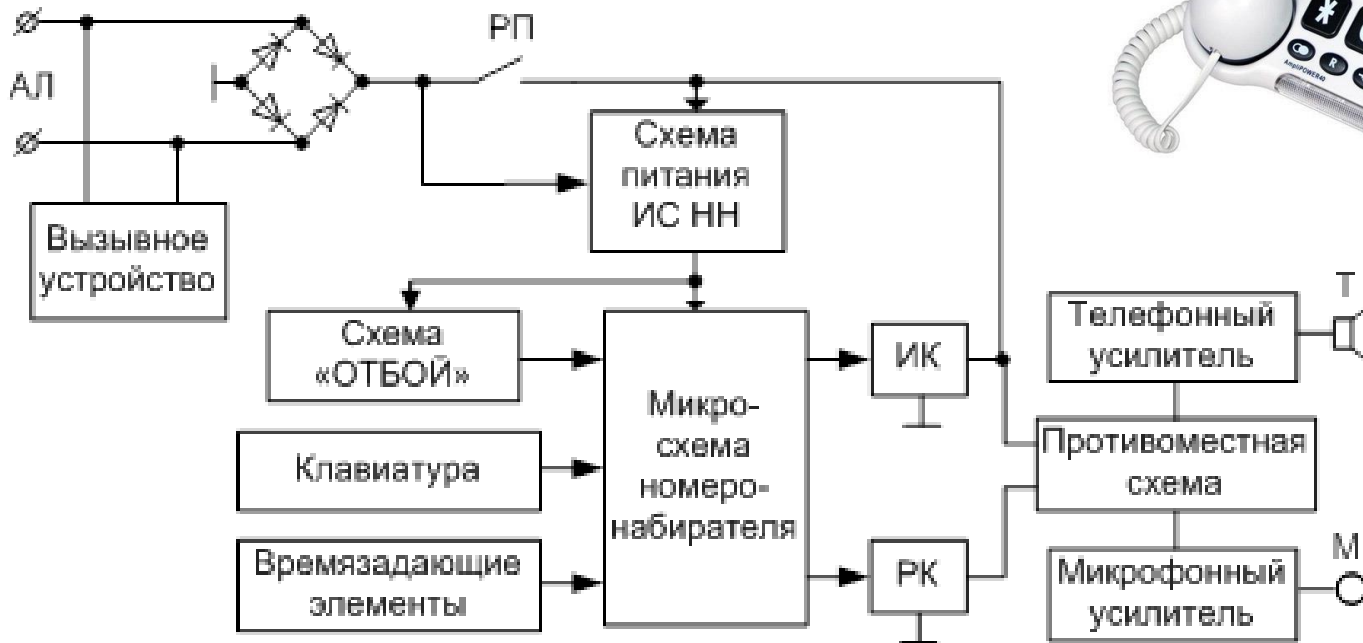 РП
АЛ
Схема
питания
ИС НН
Вызывное
устройство
Схема
«ОТБОЙ»
Клавиатура
Времязадающие
элементы
Микро-
схема
номеро-
набирателя
ИК
РК
Телефонный
усилитель
Т
Противоместная
схема
Микрофонный
усилитель
М
*
R
AmpliPOWER40